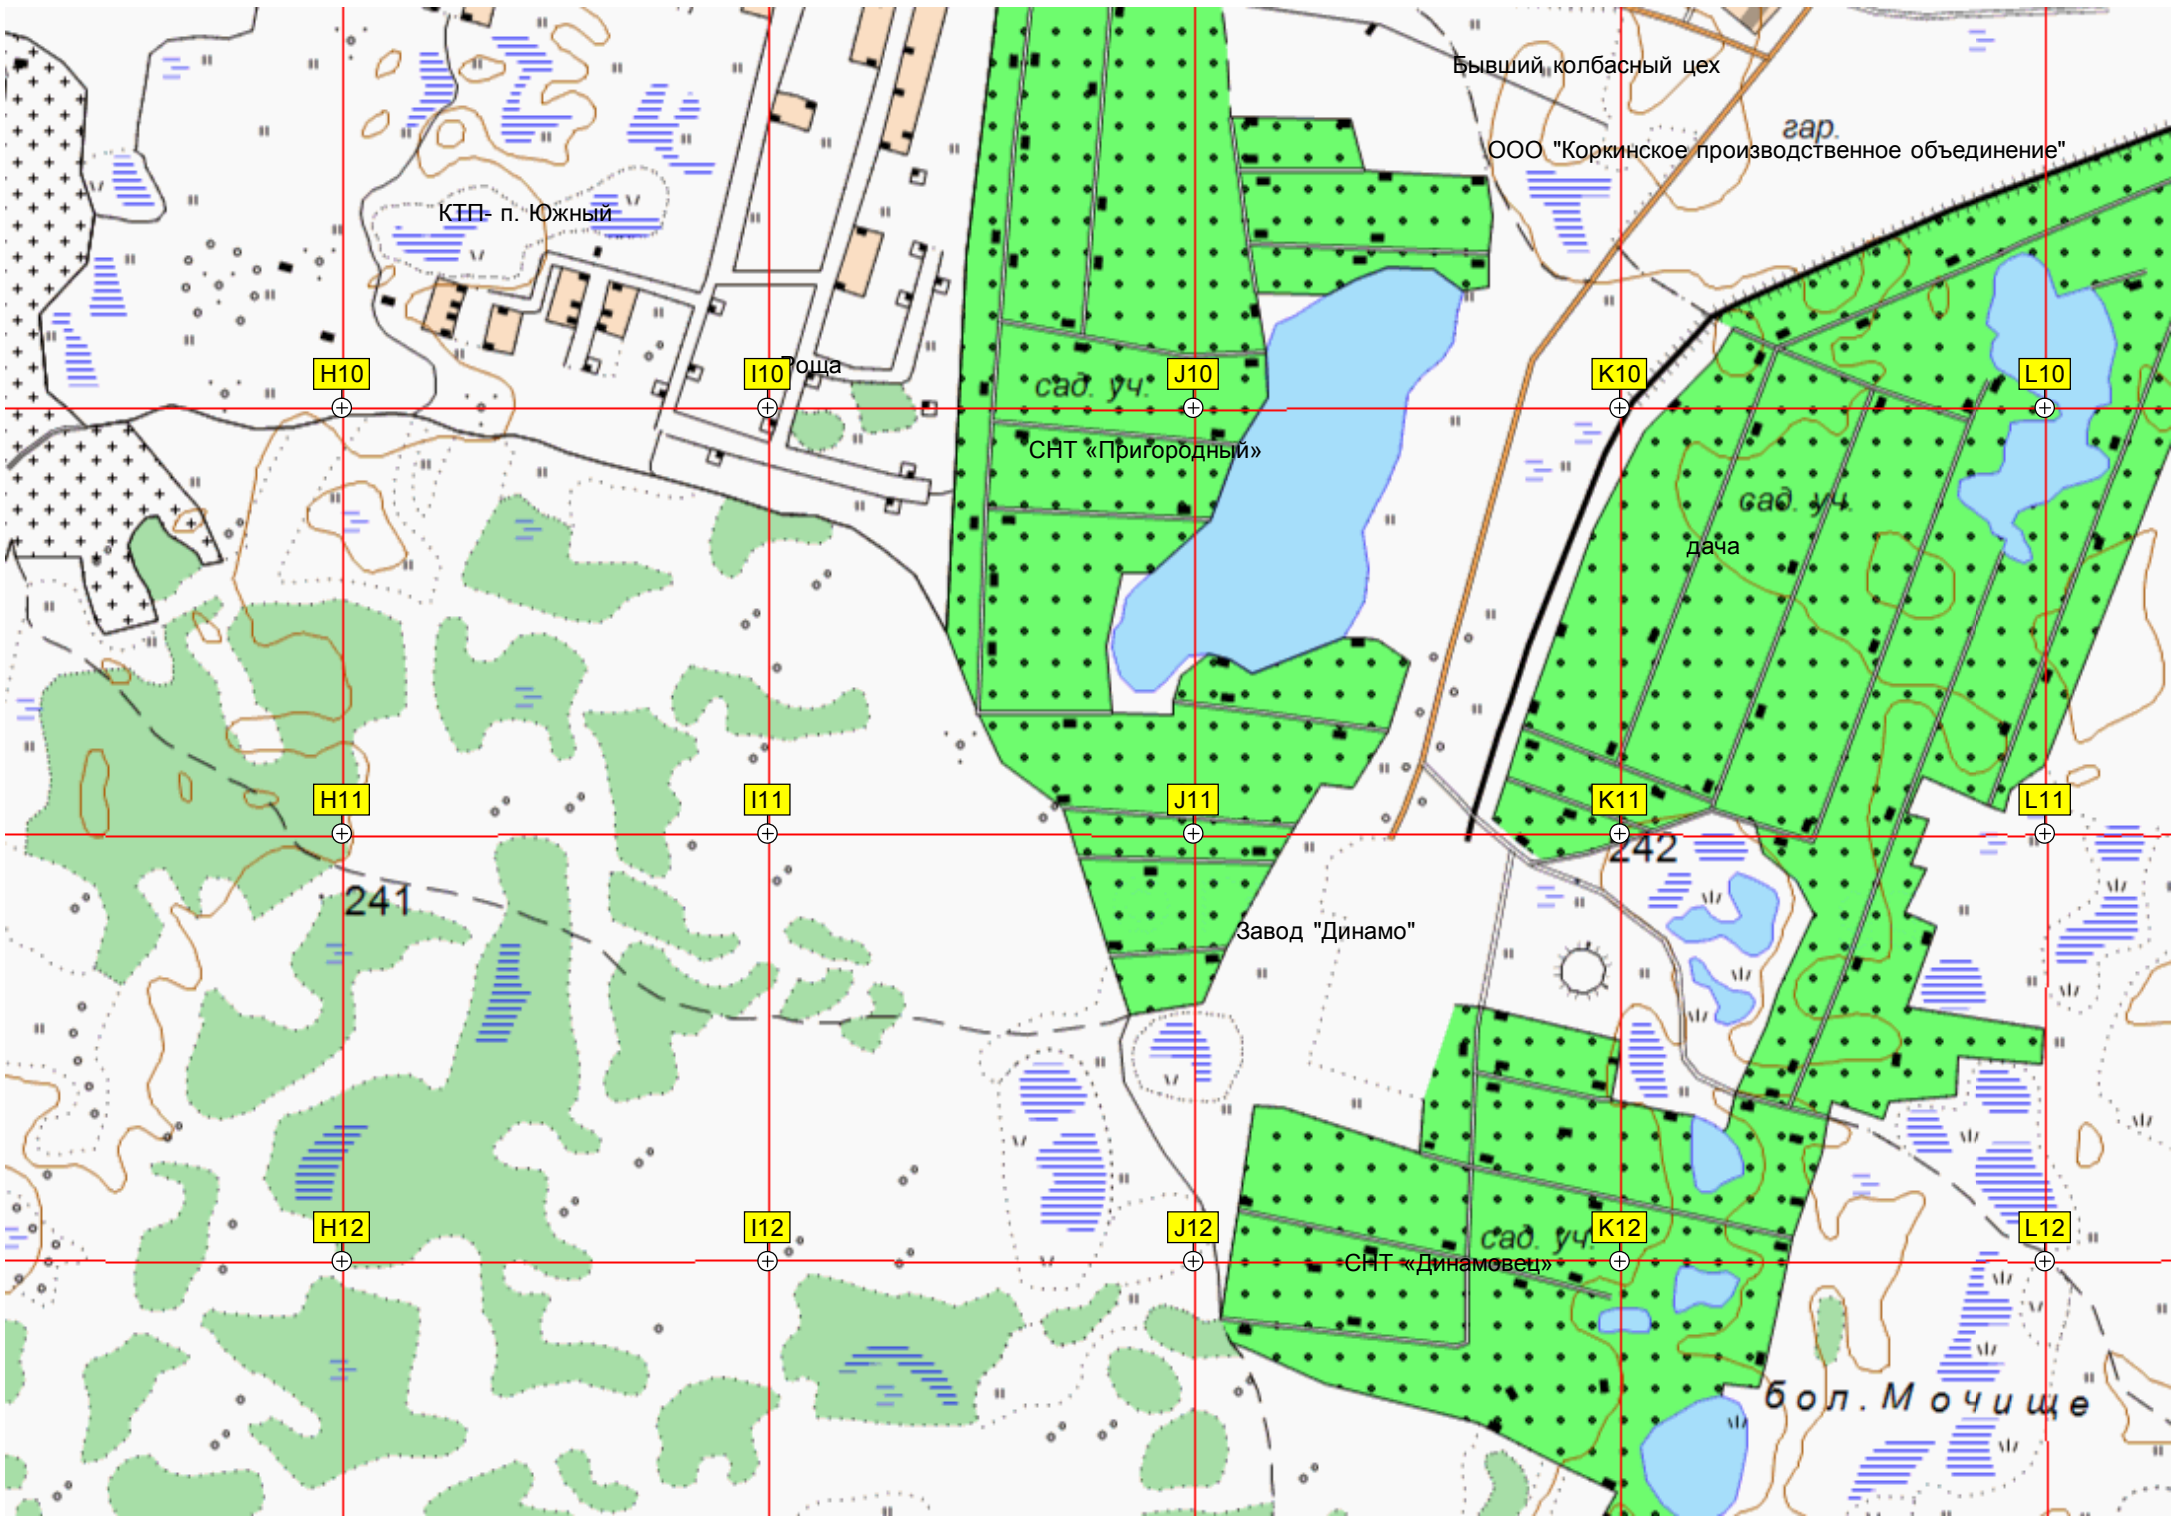 Бывший колбасный цех
гар.
ООО "Коркинское производственное объединение"
КТП- п. Южный
Роща
H10
I10
J10
K10
L10
сад. уч.
СНТ «Пригородный»
сад. уч.
дача
H11
I11
J11
K11
L11
242
241
Завод "Динамо"
H12
I12
J12
K12
L12
сад. уч.
СНТ «Динамовец»
бол. Мочище